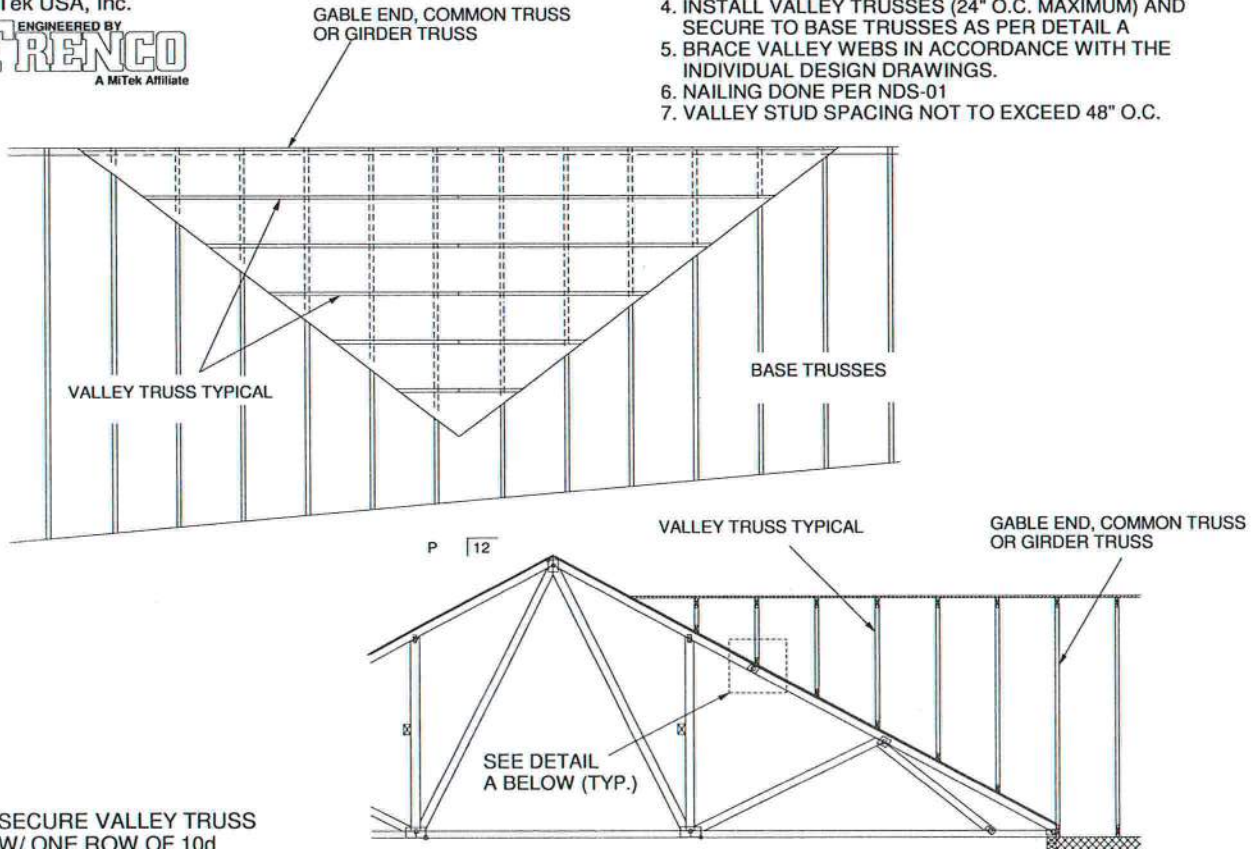 Tek USA, Inc.
ENGINEERED BY
TRENCO
A MiTek Affiliate
GABLE END, COMMON TRUSS
OR GIRDER TRUSS
4. INSTALL VALLEY TRUSSES (24" O.C. MAXIMUM) AND
SECURE TO BASE TRUSSES AS PER DETAIL A
5. BRACE VALLEY WEBS IN ACCORDANCE WITH THE
INDIVIDUAL DESIGN DRAWINGS.
6. NAILING DONE PER NDS-01
7. VALLEY STUD SPACING NOT TO EXCEED 48" O.C.
VALLEY TRUSS TYPICAL
BASE TRUSSES
P 12
VALLEY TRUSS TYPICAL
GABLE END, COMMON TRUSS
OR GIRDER TRUSS
SEE DETAIL
A BELOW (TYP.)
SECURE VALLEY TRUSS
W/ ONE ROW OF 10d